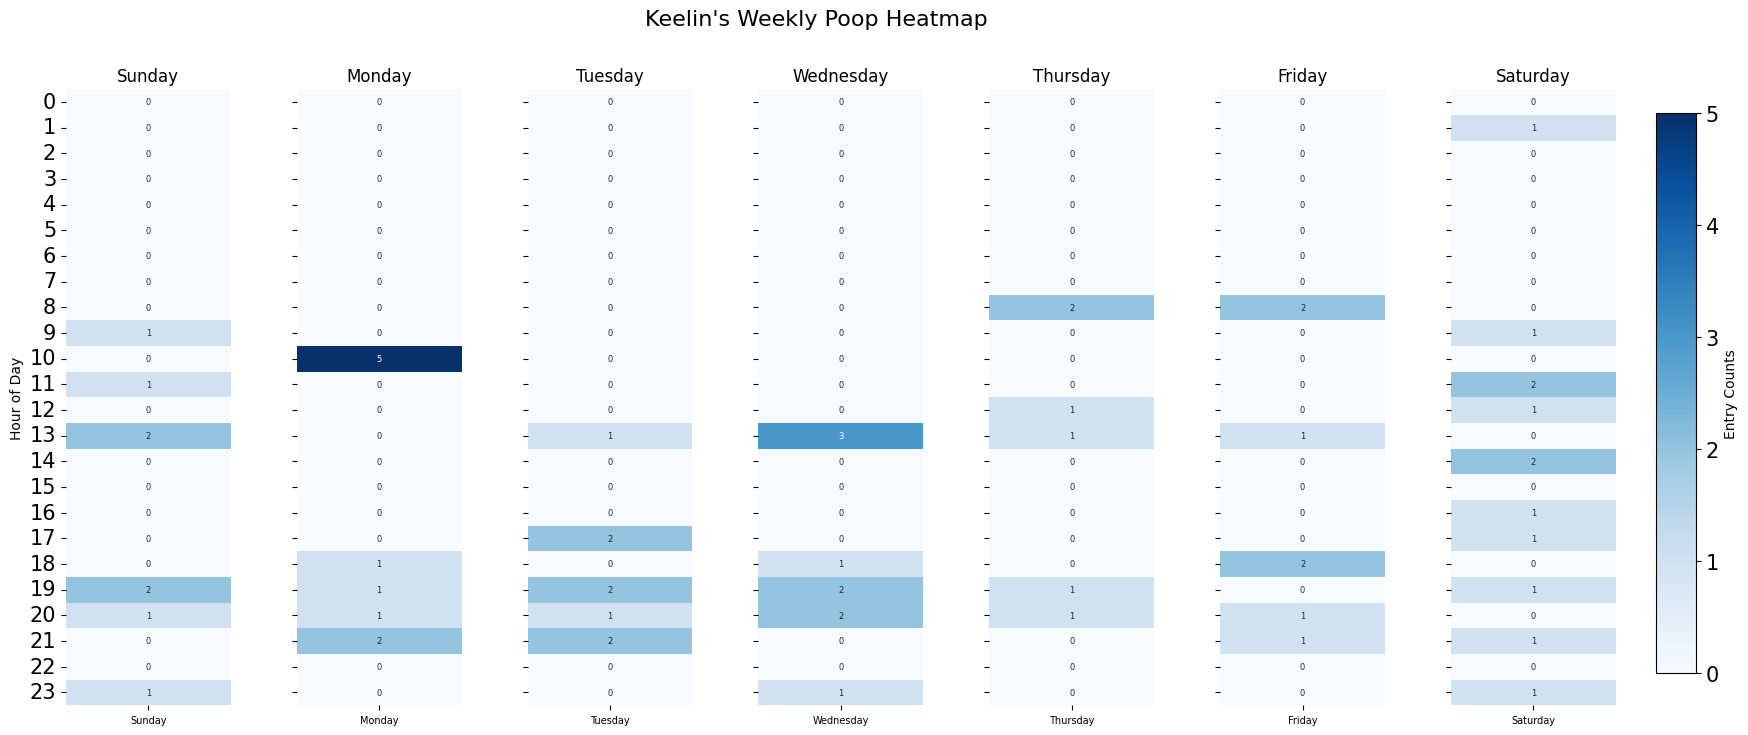 Keelin's Weekly Poop Heatmap
Sunday Monday Tuesday Wednesday Thursday Friday Saturday
0 0 0 0 0 0 0 0
1 0 0 0 0 0 0 1
2 0 0 0 0 0 0 0
3 0 0 0 0 0 0 0
4 0 0 0 0 0 0 0
5 0 0 0 0 0 0 0
6 0 0 0 0 0 0 0
7 0 0 0 0 0 0 0
8 0 0 0 0 2 2 0
9 1 0 0 0 0 0 1
10 0 5 0 0 0 0 0
11 1 0 0 0 0 0 2
12 0 0 0 0 1 0 1
13 2 0 1 3 1 1 0
14 0 0 0 0 0 0 2
15 0 0 0 0 0 0 0
16 0 0 0 0 0 0 1
17 0 0 2 0 0 0 1
18 0 1 0 1 0 2 0
19 2 1 2 2 1 0 1
20 1 1 1 2 1 1 0
21 0 2 2 0 0 1 1
22 0 0 0 0 0 0 0
23 1 0 0 1 0 0 1
Sunday Monday Tuesday Wednesday Thursday Friday Saturday
Hour of Day
5
4
3
2
1
0
Entry Counts